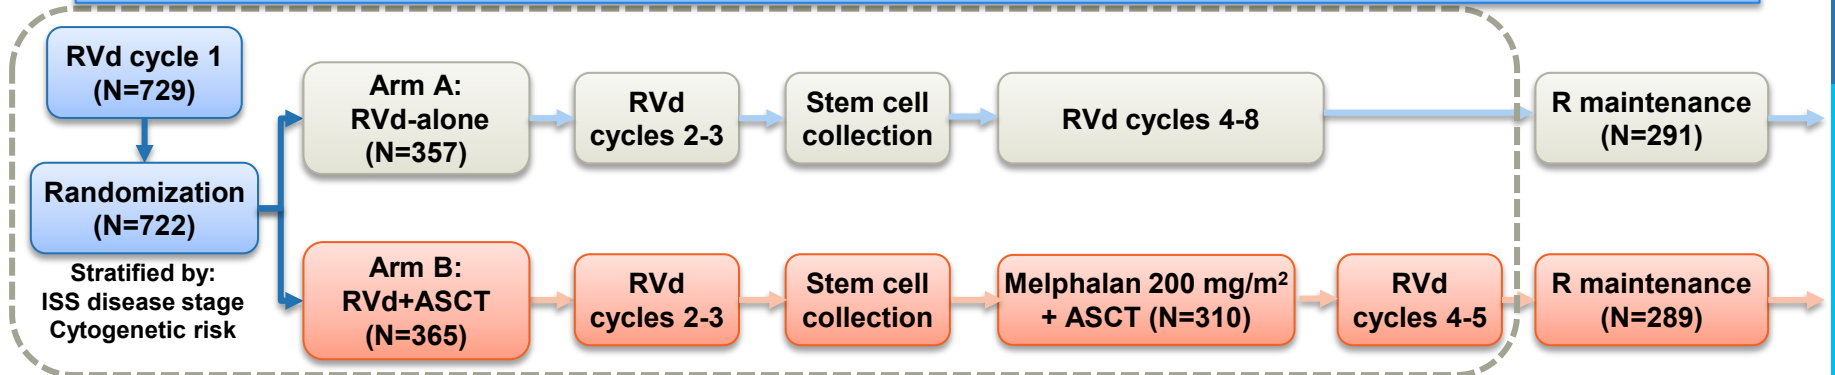 RVd cycle 1
(N=729)
Randomization
(N=722)
Stratified by:
ISS disease stage
Cytogenetic risk
Arm A:
RVd-alone
(N=357)
RVd
cycles 2-3
Stem cell
collection
RVd cycles 4-8
R maintenance
(N=291)
Arm B:
RVd+ASCT
(N=365)
RVd
cycles 2-3
Stem cell
collection
Melphalan 200 mg/m²
+ ASCT (N=310)
RVd
cycles 4-5
R maintenance
(N=289)